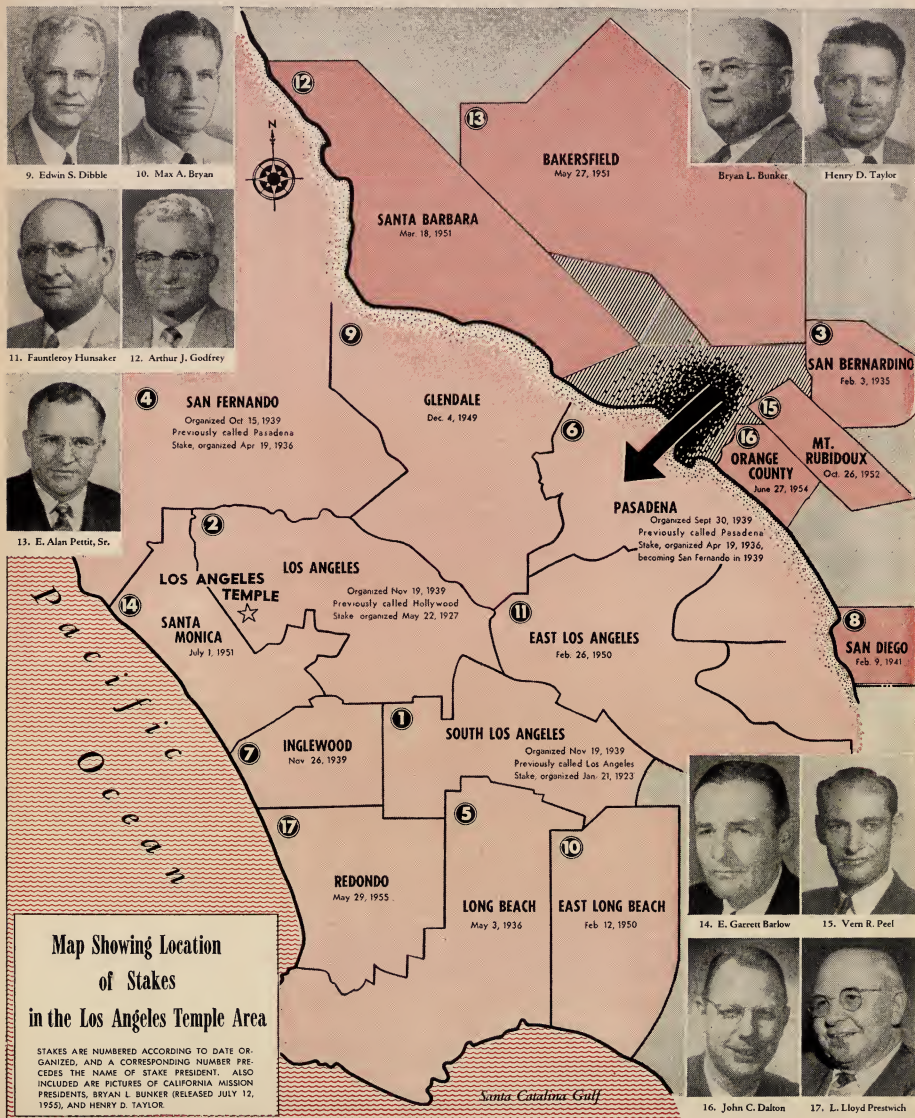 9. Edwin S. Dibble
10. Max A. Bryan
11. Fauntleroy Hunsaker
12. Arthur J. Godfrey
13. E. Alan Pettit, Sr.
Bryan L. Bunker
Henry D. Taylor
N
12
SANTA BARBARA
Mar. 18, 1951
13
BAKERSFIELD
May 27, 1951
3
SAN BERNARDINO
Feb. 3, 1935
15
MT.
RUBIDOUX
Oct. 26, 1952
16
ORANGE
COUNTY
June 27, 1954
8
SAN DIEGO
Feb. 9, 1941
4
SAN FERNANDO
Organized Oct 15, 1939
Previously called Pasadena
Stake, organized Apr 19, 1936
9
GLENDALE
Dec. 4, 1949
6
PASADENA
Organized Sept 30, 1939
Previously called Pasadena
Stake, organized Apr 19, 1936,
becoming San Fernando in 1939
2
LOS ANGELES
Organized Nov 19, 1939
Previously called Hollywood
Stake organized May 22, 1927
LOS ANGELES
TEMPLE
14
SANTA
MONICA
July 1, 1951
11
EAST LOS ANGELES
Feb. 26, 1950
7
INGLEWOOD
Nov 26, 1939
1
SOUTH LOS ANGELES
Organized Nov 19, 1939
Previously called Los Angeles
Stake, organized Jan. 21, 1923
17
REDONDO
May 29, 1955
5
LONG BEACH
May 3, 1936
10
EAST LONG BEACH
Feb 12, 1950
Pacific Ocean
Santa Catalina Gulf
Map Showing Location
of Stakes
in the Los Angeles Temple Area
STAKES ARE NUMBERED ACCORDING TO DATE OR-
GANIZED, AND A CORRESPONDING NUMBER PRE-
CEDES THE NAME OF STAKE PRESIDENT. ALSO
INCLUDED ARE PICTURES OF CALIFORNIA MISSION
PRESIDENTS, BRYAN L. BUNKER (RELEASED JULY 12,
1955), AND HENRY D. TAYLOR.
14. E. Garrett Barlow
15. Vern R. Peel
16. John C. Dalton
17. L. Lloyd Prestwich